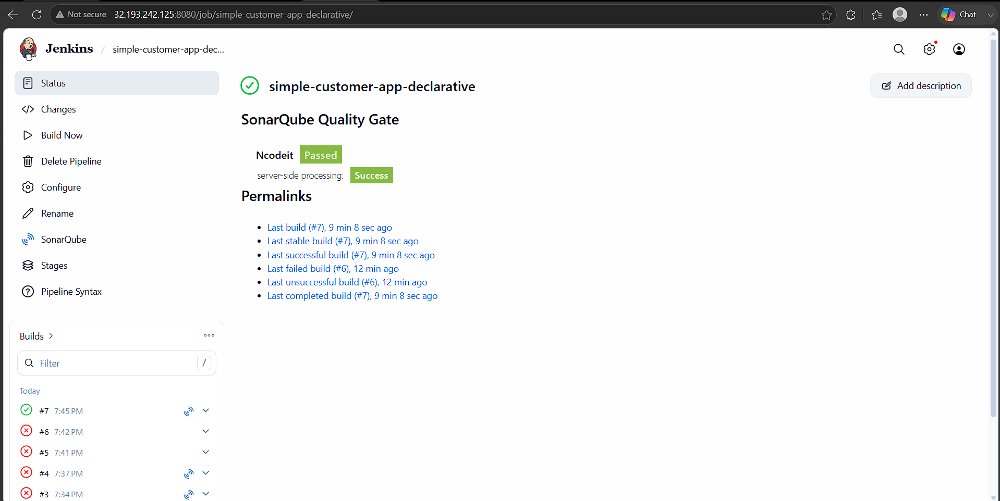 Not secure 32.193.242.125:8080/job/simple-customer-app-declarative/
Chat
Jenkins / simple-customer-app-dec...
Status
Changes
Build Now
Delete Pipeline
Configure
Rename
SonarQube
Stages
Pipeline Syntax
Builds
Filter /
Today
#7 7:45 PM
#6 7:42 PM
#5 7:41 PM
#4 7:37 PM
#3 7:34 PM
simple-customer-app-declarative
Add description
SonarQube Quality Gate
Ncodeit Passed
server-side processing: Success
Permalinks
Last build (#7), 9 min 8 sec ago
Last stable build (#7), 9 min 8 sec ago
Last successful build (#7), 9 min 8 sec ago
Last failed build (#6), 12 min ago
Last unsuccessful build (#6), 12 min ago
Last completed build (#7), 9 min 8 sec ago